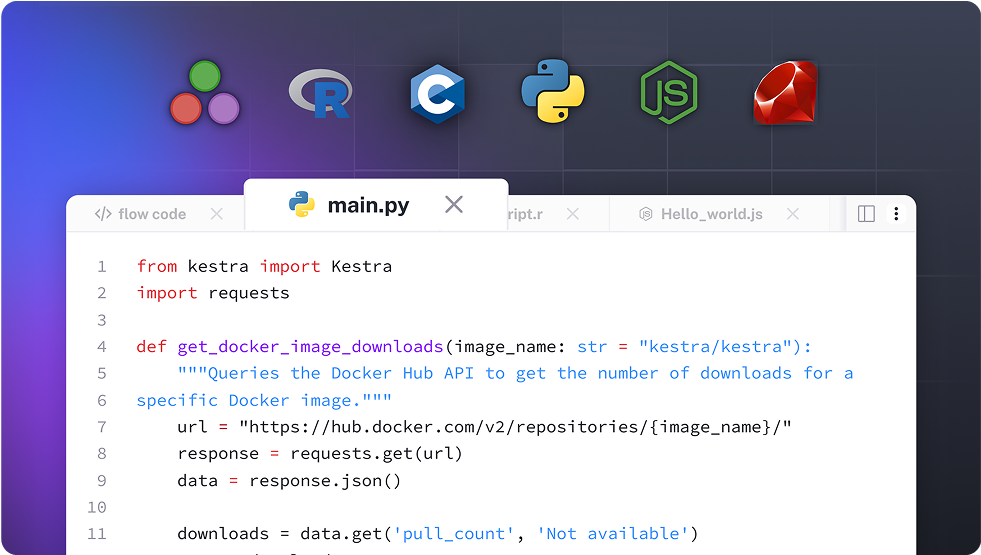 R
C
JS
flow code
main.py
ript.r
Hello_world.js
1 from kestra import Kestra
2 import requests
3
4 def get_docker_image_downloads(image_name: str = "kestra/kestra"):
5 """Queries the Docker Hub API to get the number of downloads for a
6 specific Docker image."""
7 url = "https://hub.docker.com/v2/repositories/{image_name}/"
8 response = requests.get(url)
9 data = response.json()
10
11 downloads = data.get('pull_count', 'Not available')